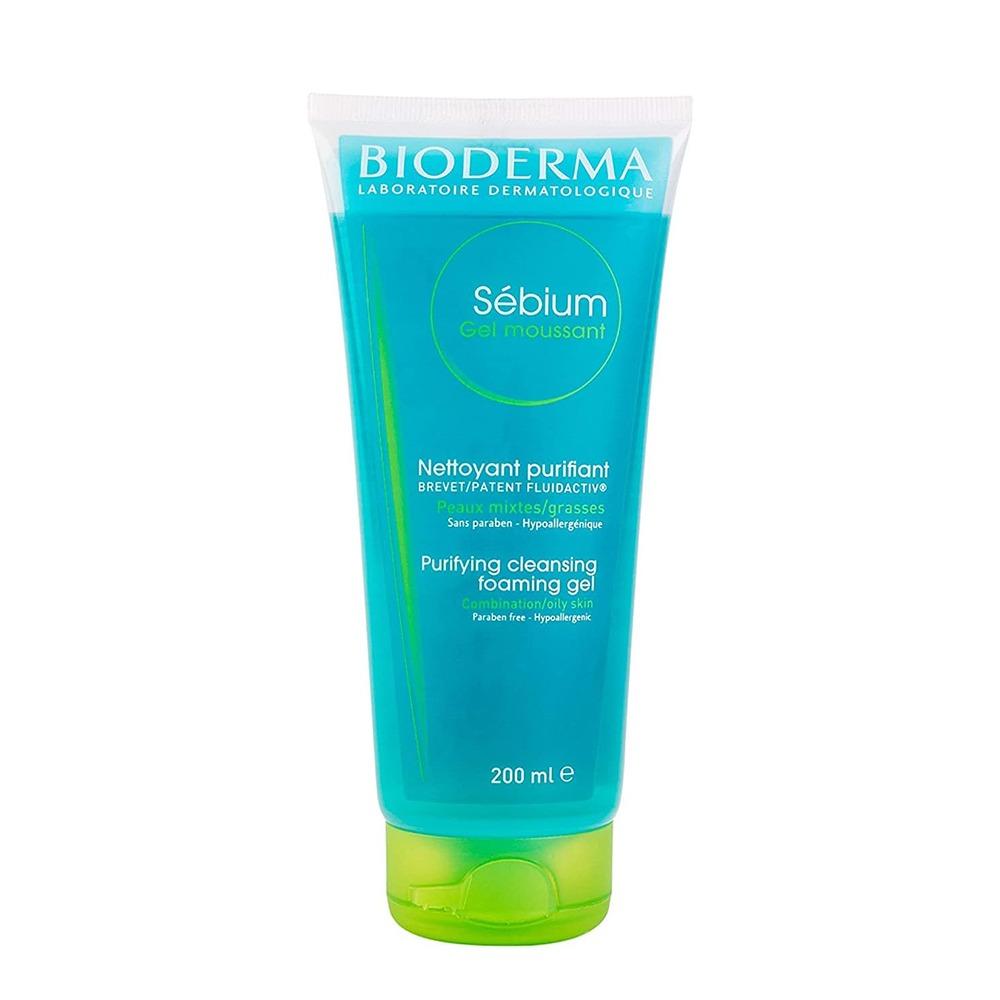 BIODERMA
LABORATOIRE DERMATOLOGIQUE
Sébium
Gel moussant
Nettoyant purifiant
BREVET/PATENT FLUIDACTIV®
Peaux mixtes/grasses
Sans paraben - Hypoallergénique
Purifying cleansing
foaming gel
Combination/oily skin
Paraben free - Hypoallergenic
200 ml ℮